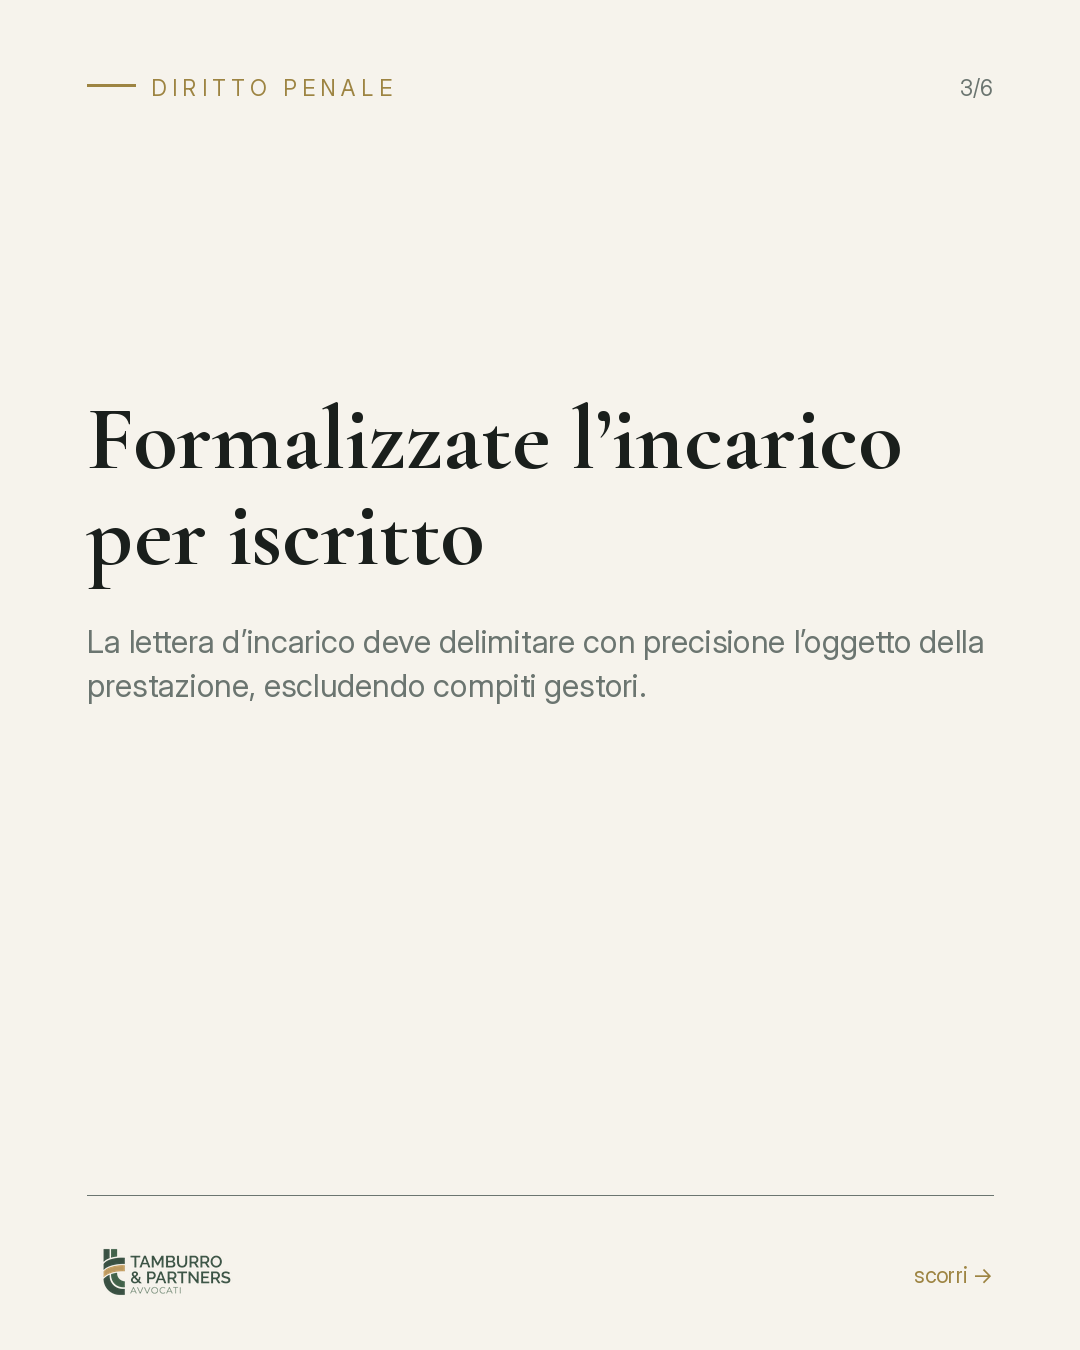 DIRITTO PENALE
3/6
Formalizzate l’incarico
per iscritto
La lettera d’incarico deve delimitare con precisione l’oggetto della
prestazione, escludendo compiti gestori.
TAMBURRO
& PARTNERS
AVVOCATI
scorri →